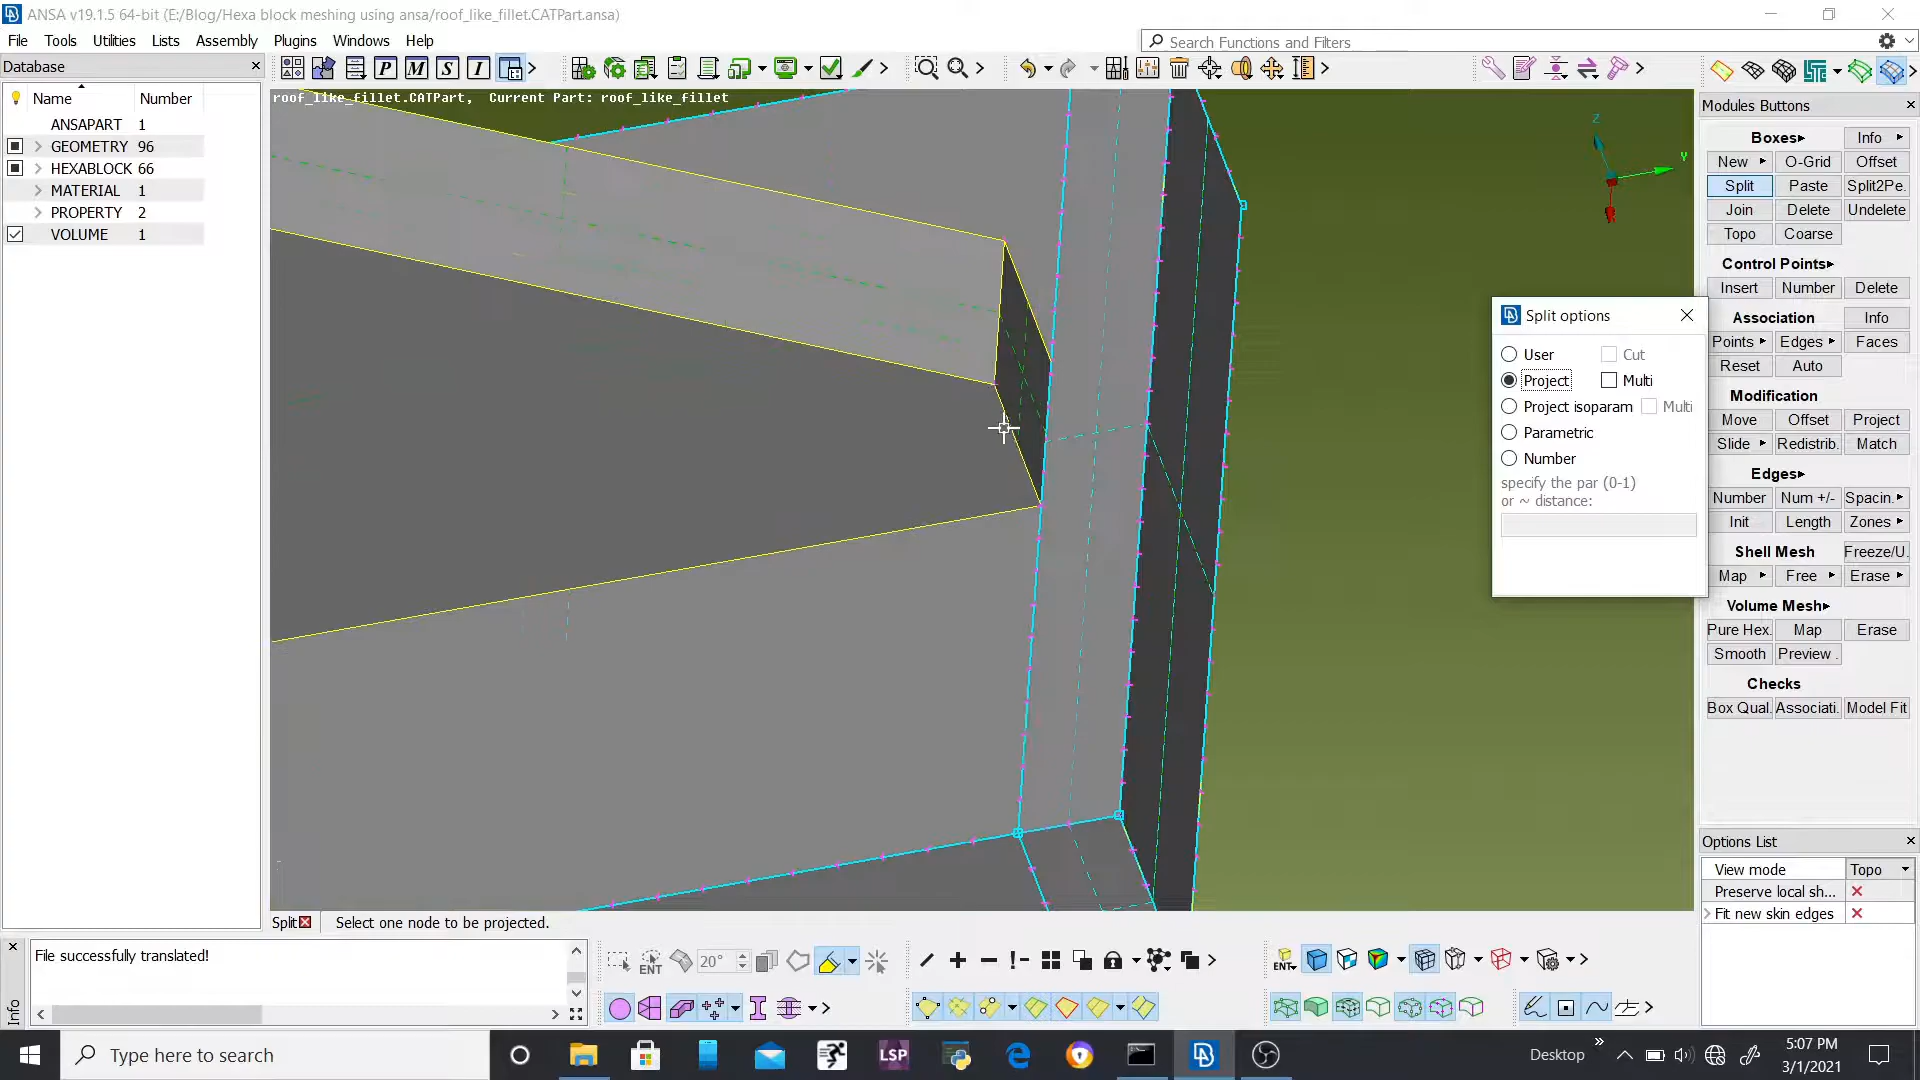 ANSA v19.1.5 64-bit (E:/Blog/Hexa block meshing using ansa/roof_like_fillet.CATPart.ansa)
File Tools Utilities Lists Assembly Plugins Windows Help
Search Functions and Filters
Database
P M S I
Name Number
ANSAPART 1
GEOMETRY 96
HEXABLOCK 66
MATERIAL 1
PROPERTY 2
VOLUME 1
roof_like_fillet.CATPart, Current Part: roof_like_fillet
Z
Y
Split options
User Cut
Project Multi
Project isoparam Multi
Parametric
Number
specify the par (0-1)
or ~ distance:
Modules Buttons
Boxes Info
New O-Grid Offset
Split Paste Split2Pe.
Join Delete Undelete
Topo Coarse
Control Points
Insert Number Delete
Association Info
Points Edges Faces
Reset Auto
Modification
Move Offset Project
Slide Redistrib. Match
Edges
Number Num +/- Spacin.
Init Length Zones
Shell Mesh Freeze/U.
Map Free Erase
Volume Mesh
Pure Hex. Map Erase
Smooth Preview .
Checks
Box Qual. Associati. Model Fit
Options List
View mode Topo
Preserve local sh...
Fit new skin edges
Split Select one node to be projected.
File successfully translated!
Info
ENT 20° ENT
Type here to search
LSP
Desktop
5:07 PM
3/1/2021